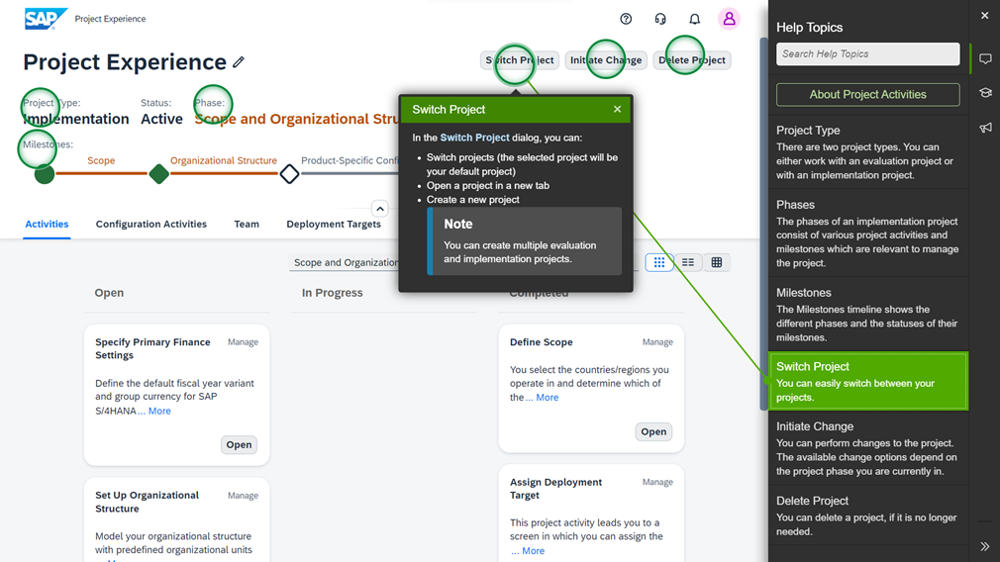 SAP
Project Experience
Project Experience
Switch Project
Initiate Change
Delete Project
Project Type:
Status:
Phase:
Implementation
Active
Scope and Organizational
Milestones:
Scope
Organizational Structure
Product-Specific
Activities
Configuration Activities
Team
Deployment Targets
Scope and
Open
In Progress
Completed
Specify Primary Finance
Settings
Manage
Define the default fiscal year variant
and group currency for SAP
S/4HANA... More
Open
Set Up Organizational
Structure
Manage
Model your organizational structure
with predefined organizational units
Define Scope
Manage
You select the countries/regions you
operate in and determine which of
the... More
Open
Assign Deployment
Target
Manage
This project activity leads you to a
screen in which you can assign the
... More
Switch Project
In the Switch Project dialog, you can:
• Switch projects (the selected project will be
your default project)
• Open a project in a new tab
• Create a new project
Note
You can create multiple evaluation
and implementation projects.
Help Topics
Search Help Topics
About Project Activities
Project Type
There are two project types. You can
either work with an evaluation project or
with an implementation project.
Phases
The phases of an implementation project
consist of various project activities and
milestones which are relevant to manage
the project.
Milestones
The Milestones timeline shows the
different phases and the statuses of their
milestones.
Switch Project
You can easily switch between your
projects.
Initiate Change
You can perform changes to the project.
The available change options depend on
the project phase you are currently in.
Delete Project
You can delete a project, if it is no longer
needed.